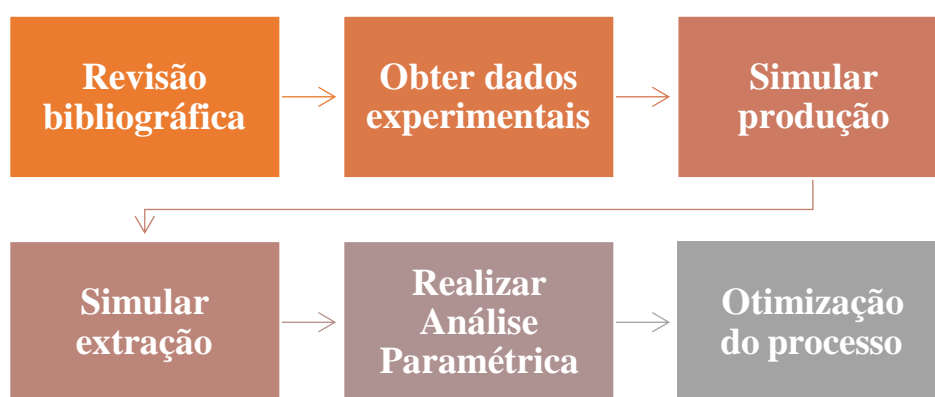 Revisão
bibliográfica
Obter dados
experimentais
Simular
produção
Simular
extração
Realizar
Análise
Paramétrica
Otimização
do processo